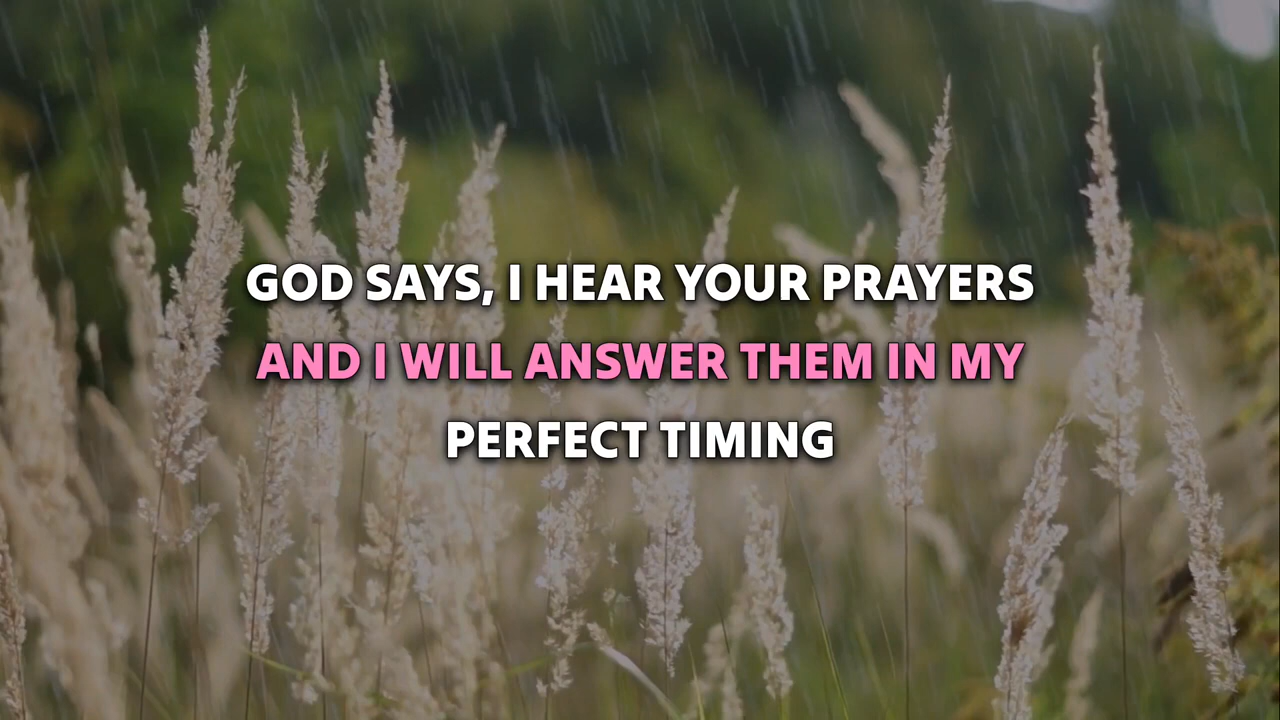 GOD SAYS, I HEAR YOUR PRAYERS
AND I WILL ANSWER THEM IN MY
PERFECT TIMING